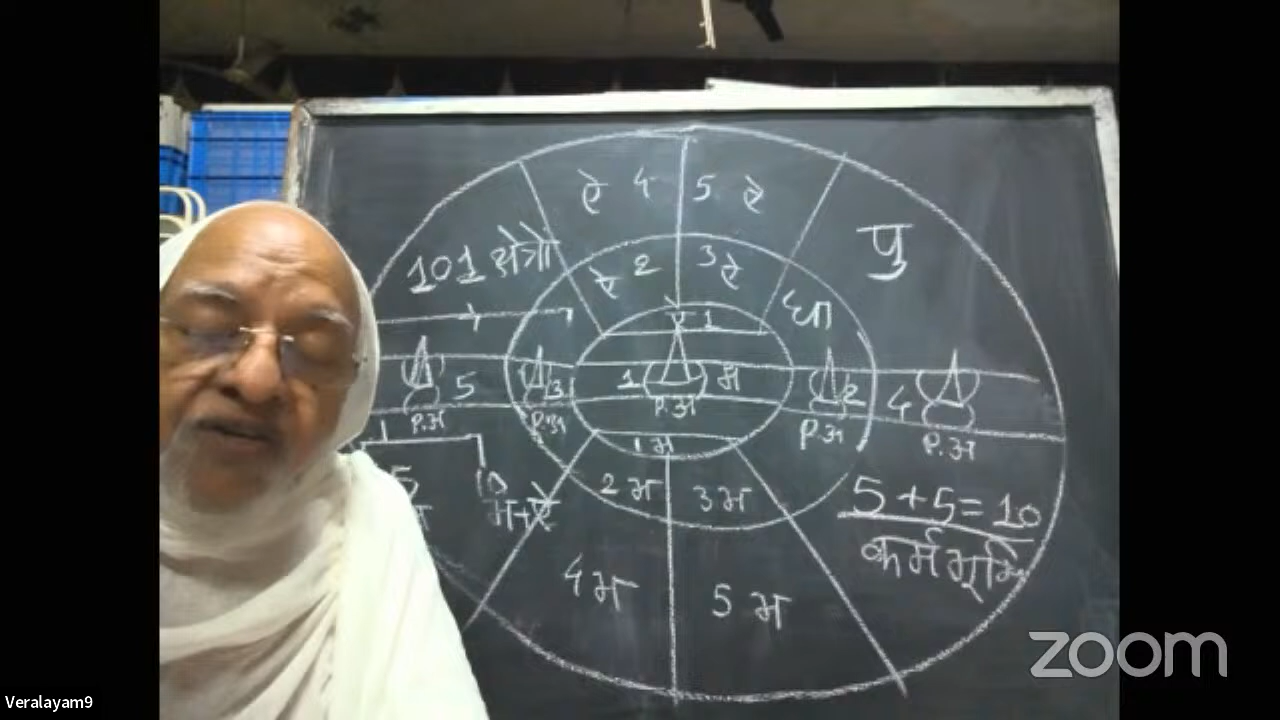 ऐ 4 5 ऐ
101 क्षेत्रो
पु
ऐ 2 3 ऐ
धा
ऐ 1
5 3 1 म 2 4
P.अ P.अ P.अ P.अ P.अ
1 भ
5 10
भ+ऐ
2 भ 3 भ
5+5=10
कर्मभूमि
4 भ 5 भ
zoom
Veralayam9